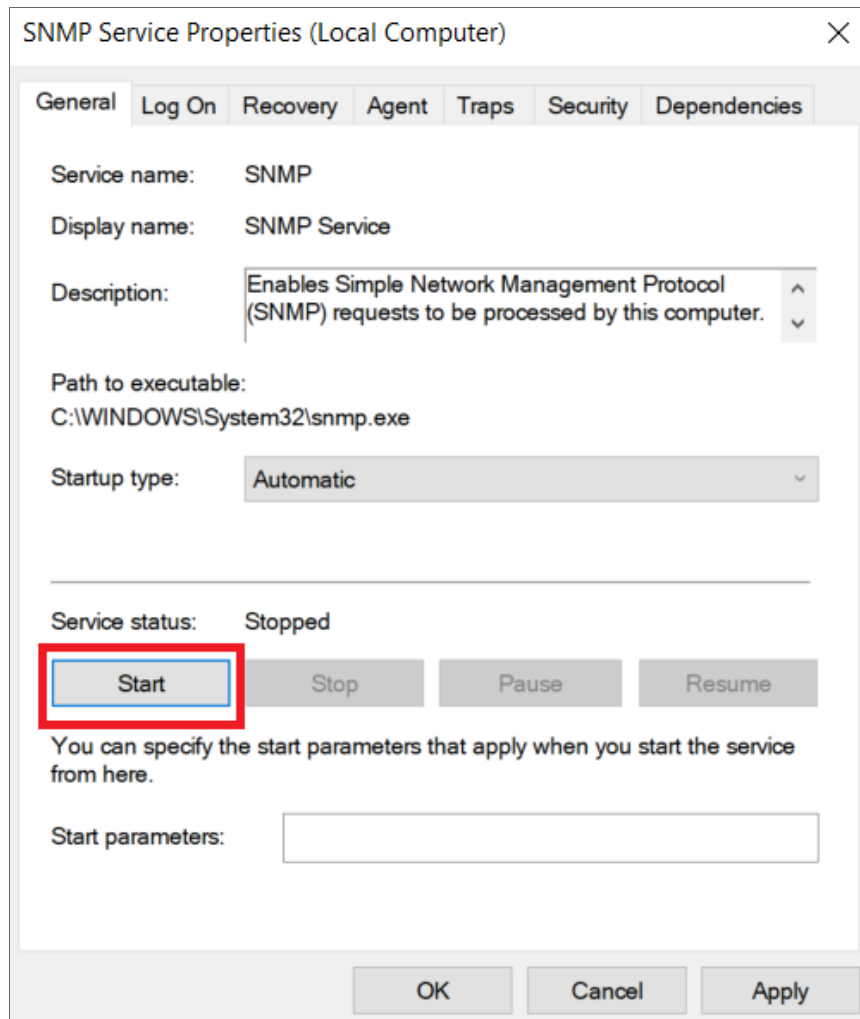 SNMP Service Properties (Local Computer)
General Log On Recovery Agent Traps Security Dependencies
Service name: SNMP
Display name: SNMP Service
Description: Enables Simple Network Management Protocol
(SNMP) requests to be processed by this computer.
Path to executable:
C:\WINDOWS\System32\snmp.exe
Startup type: Automatic
Service status: Stopped
Start Stop Pause Resume
You can specify the start parameters that apply when you start the service
from here.
Start parameters:
OK Cancel Apply